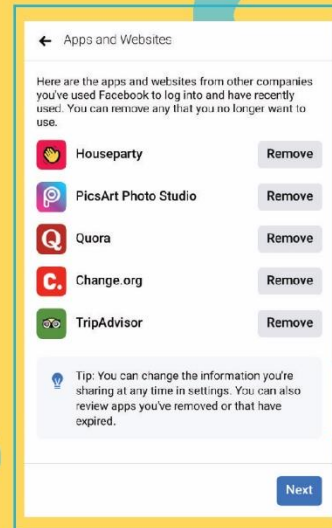 Apps and Websites
Here are the apps and websites from other companies
you've used Facebook to log into and have recently
used. You can remove any that you no longer want to
use.
Houseparty Remove
PicsArt Photo Studio Remove
Q Quora Remove
C. Change.org Remove
TripAdvisor Remove
Tip: You can change the information you're
sharing at any time in settings. You can also
review apps you've removed or that have
expired.
Next